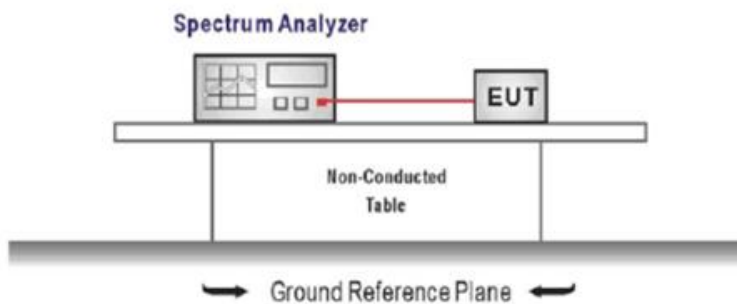 Spectrum Analyzer
EUT
Non-Conducted
Table
Ground Reference Plane